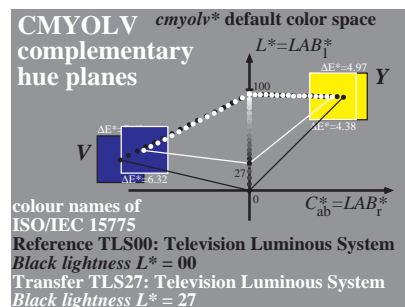 CMYOLV
complementary
hue planes
cmyolv* default color space
L*=LAB*l
ΔE*=4.97
Y
100
ΔE*=4.38
V
ΔE*=6.32
27
0
C*ab=LAB*r
colour names of
ISO/IEC 15775
Reference TLS00: Television Luminous System
Black lightness L* = 00
Transfer TLS27: Television Luminous System
Black lightness L* = 27